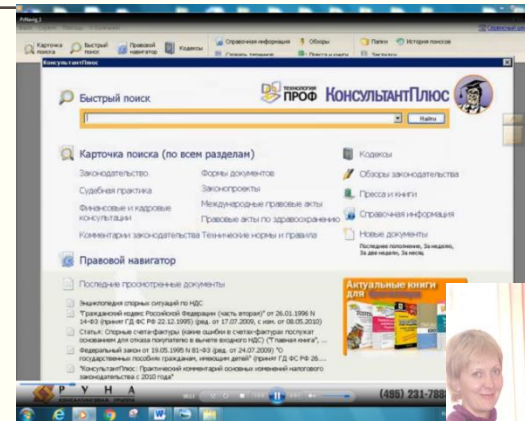 Карточка поиска
Быстрый поиск
Правовой навигатор
Кодексы
Справочная информация
Обзоры
Папки
История поисков
КонсультантПлюс
Быстрый поиск
ТЕХНОЛОГИЯ
ПРОФ
КонсультантПлюс
Найти
Карточка поиска (по всем разделам)
Законодательство
Судебная практика
Финансовые и кадровые
консультации
Комментарии законодательства
Формы документов
Законопроекты
Международные правовые акты
Правовые акты по здравоохранению
Технические нормы и правила
Кодексы
Обзоры законодательства
Пресса и книги
Справочная информация
Новые документы
Последнее пополнение, За неделю,
За две недели, За месяц
Правовой навигатор
Последние просмотренные документы
Энциклопедия спорных ситуаций по НДС
"Гражданский кодекс Российской Федерации (часть вторая)" от 26.01.1996 N
14-ФЗ (принят ГД ФС РФ 22.12.1995) (ред. от 17.07.2009, с изм. от 08.05.2010)
Статья: Спорные счета-фактуры (какие ошибки в счетах-фактурах послужат
основанием для отказа покупателю в вычете входного НДС) ("Главная книга", ...
Федеральный закон от 19.05.1995 N 81-ФЗ (ред. от 24.07.2009) "О
государственных пособиях гражданам, имеющим детей" (принят ГД ФС РФ 26....
"КонсультантПлюс: Практический комментарий основных изменений налогового
законодательства с 2010 года"
Актуальные книги
для
РУНА
КОНСАЛТИНГОВАЯ ГРУППА
(495) 231-788